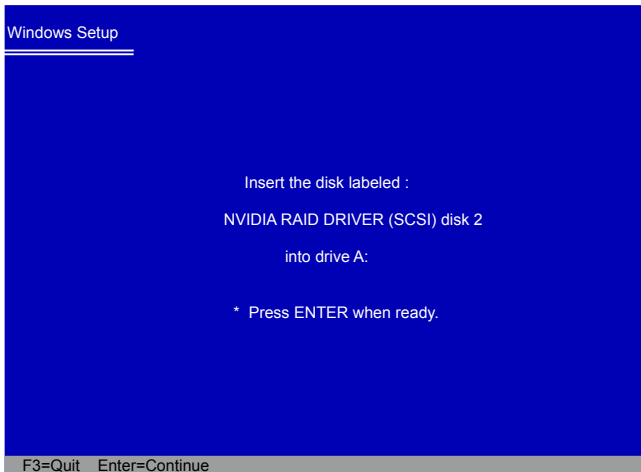 Windows Setup
Insert the disk labeled :
NVIDIA RAID DRIVER (SCSI) disk 2
into drive A:
* Press ENTER when ready.
F3=Quit Enter=Continue